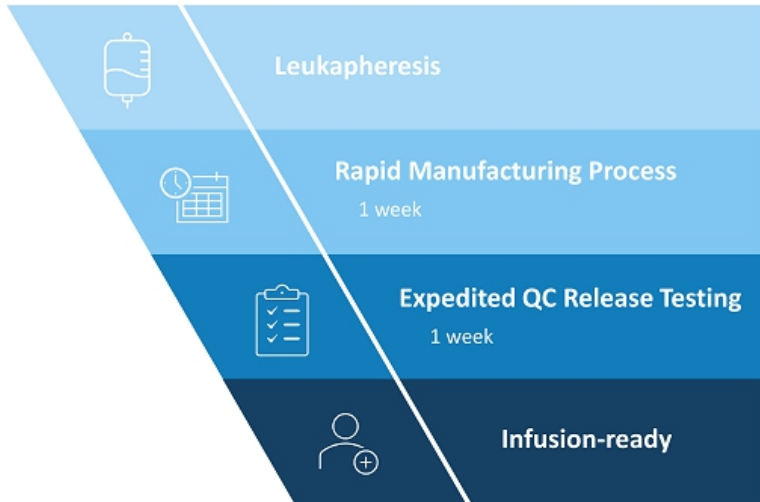 Leukapheresis
Rapid Manufacturing Process
1 week
Expedited QC Release Testing
1 week
Infusion-ready